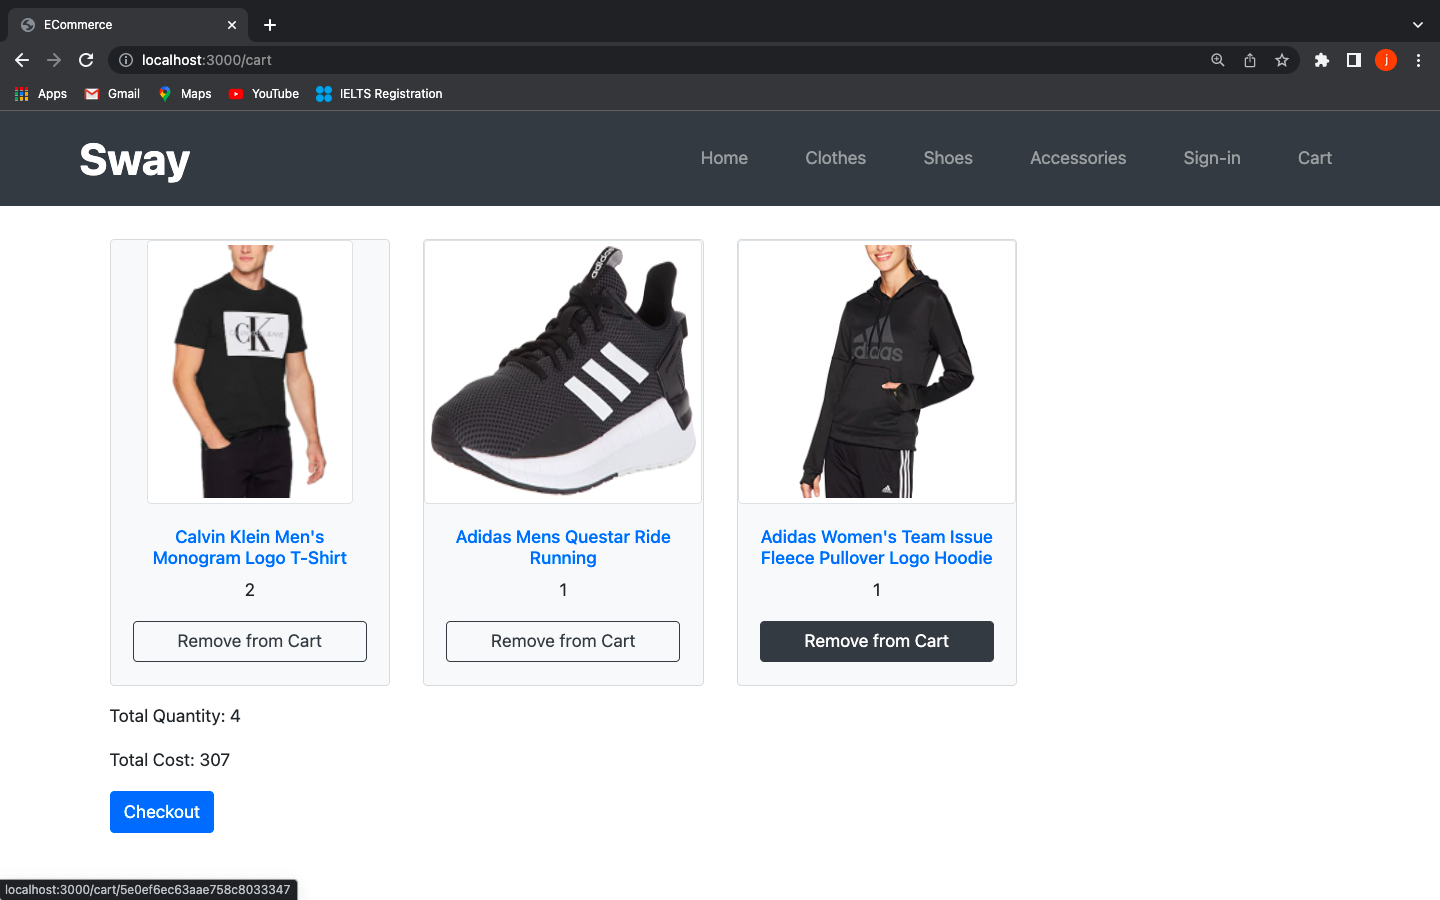 ECommerce
localhost:3000/cart
j
Apps Gmail Maps YouTube IELTS Registration
Sway
Home Clothes Shoes Accessories Sign-in Cart
CK
adidas
adidas
Calvin Klein Men's
Monogram Logo T-Shirt
2
Remove from Cart
Adidas Mens Questar Ride
Running
1
Remove from Cart
Adidas Women's Team Issue
Fleece Pullover Logo Hoodie
1
Remove from Cart
Total Quantity: 4
Total Cost: 307
Checkout
localhost:3000/cart/5e0ef6ec63aae758c8033347